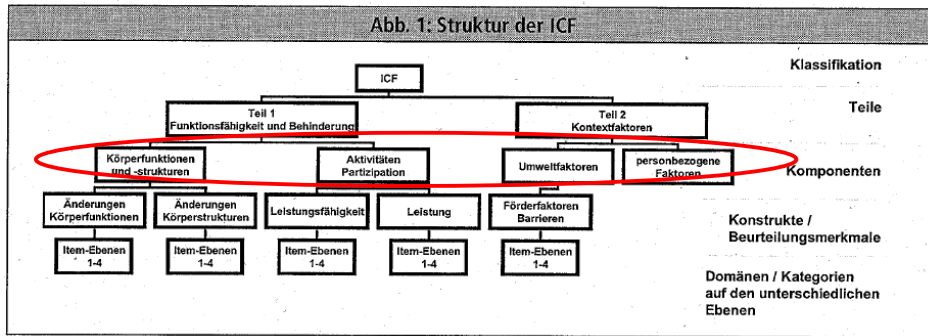 Abb. 1: Struktur der ICF
Klassifikation
ICF
Teile
Teil 1
Funktionsfähigkeit und Behinderung
Teil 2
Kontextfaktoren
Komponenten
Körperfunktionen
und -strukturen
Aktivitäten
Partizipation
Umweltfaktoren
personbezogene
Faktoren
Änderungen
Körperfunktionen
Änderungen
Körperstrukturen
Leistungsfähigkeit
Leistung
Förderfaktoren
Barrieren
Konstrukte /
Beurteilungsmerkmale
Item-Ebenen
1-4
Item-Ebenen
1-4
Item-Ebenen
1-4
Item-Ebenen
1-4
Item-Ebenen
1-4
Domänen / Kategorien
auf den unterschiedlichen
Ebenen